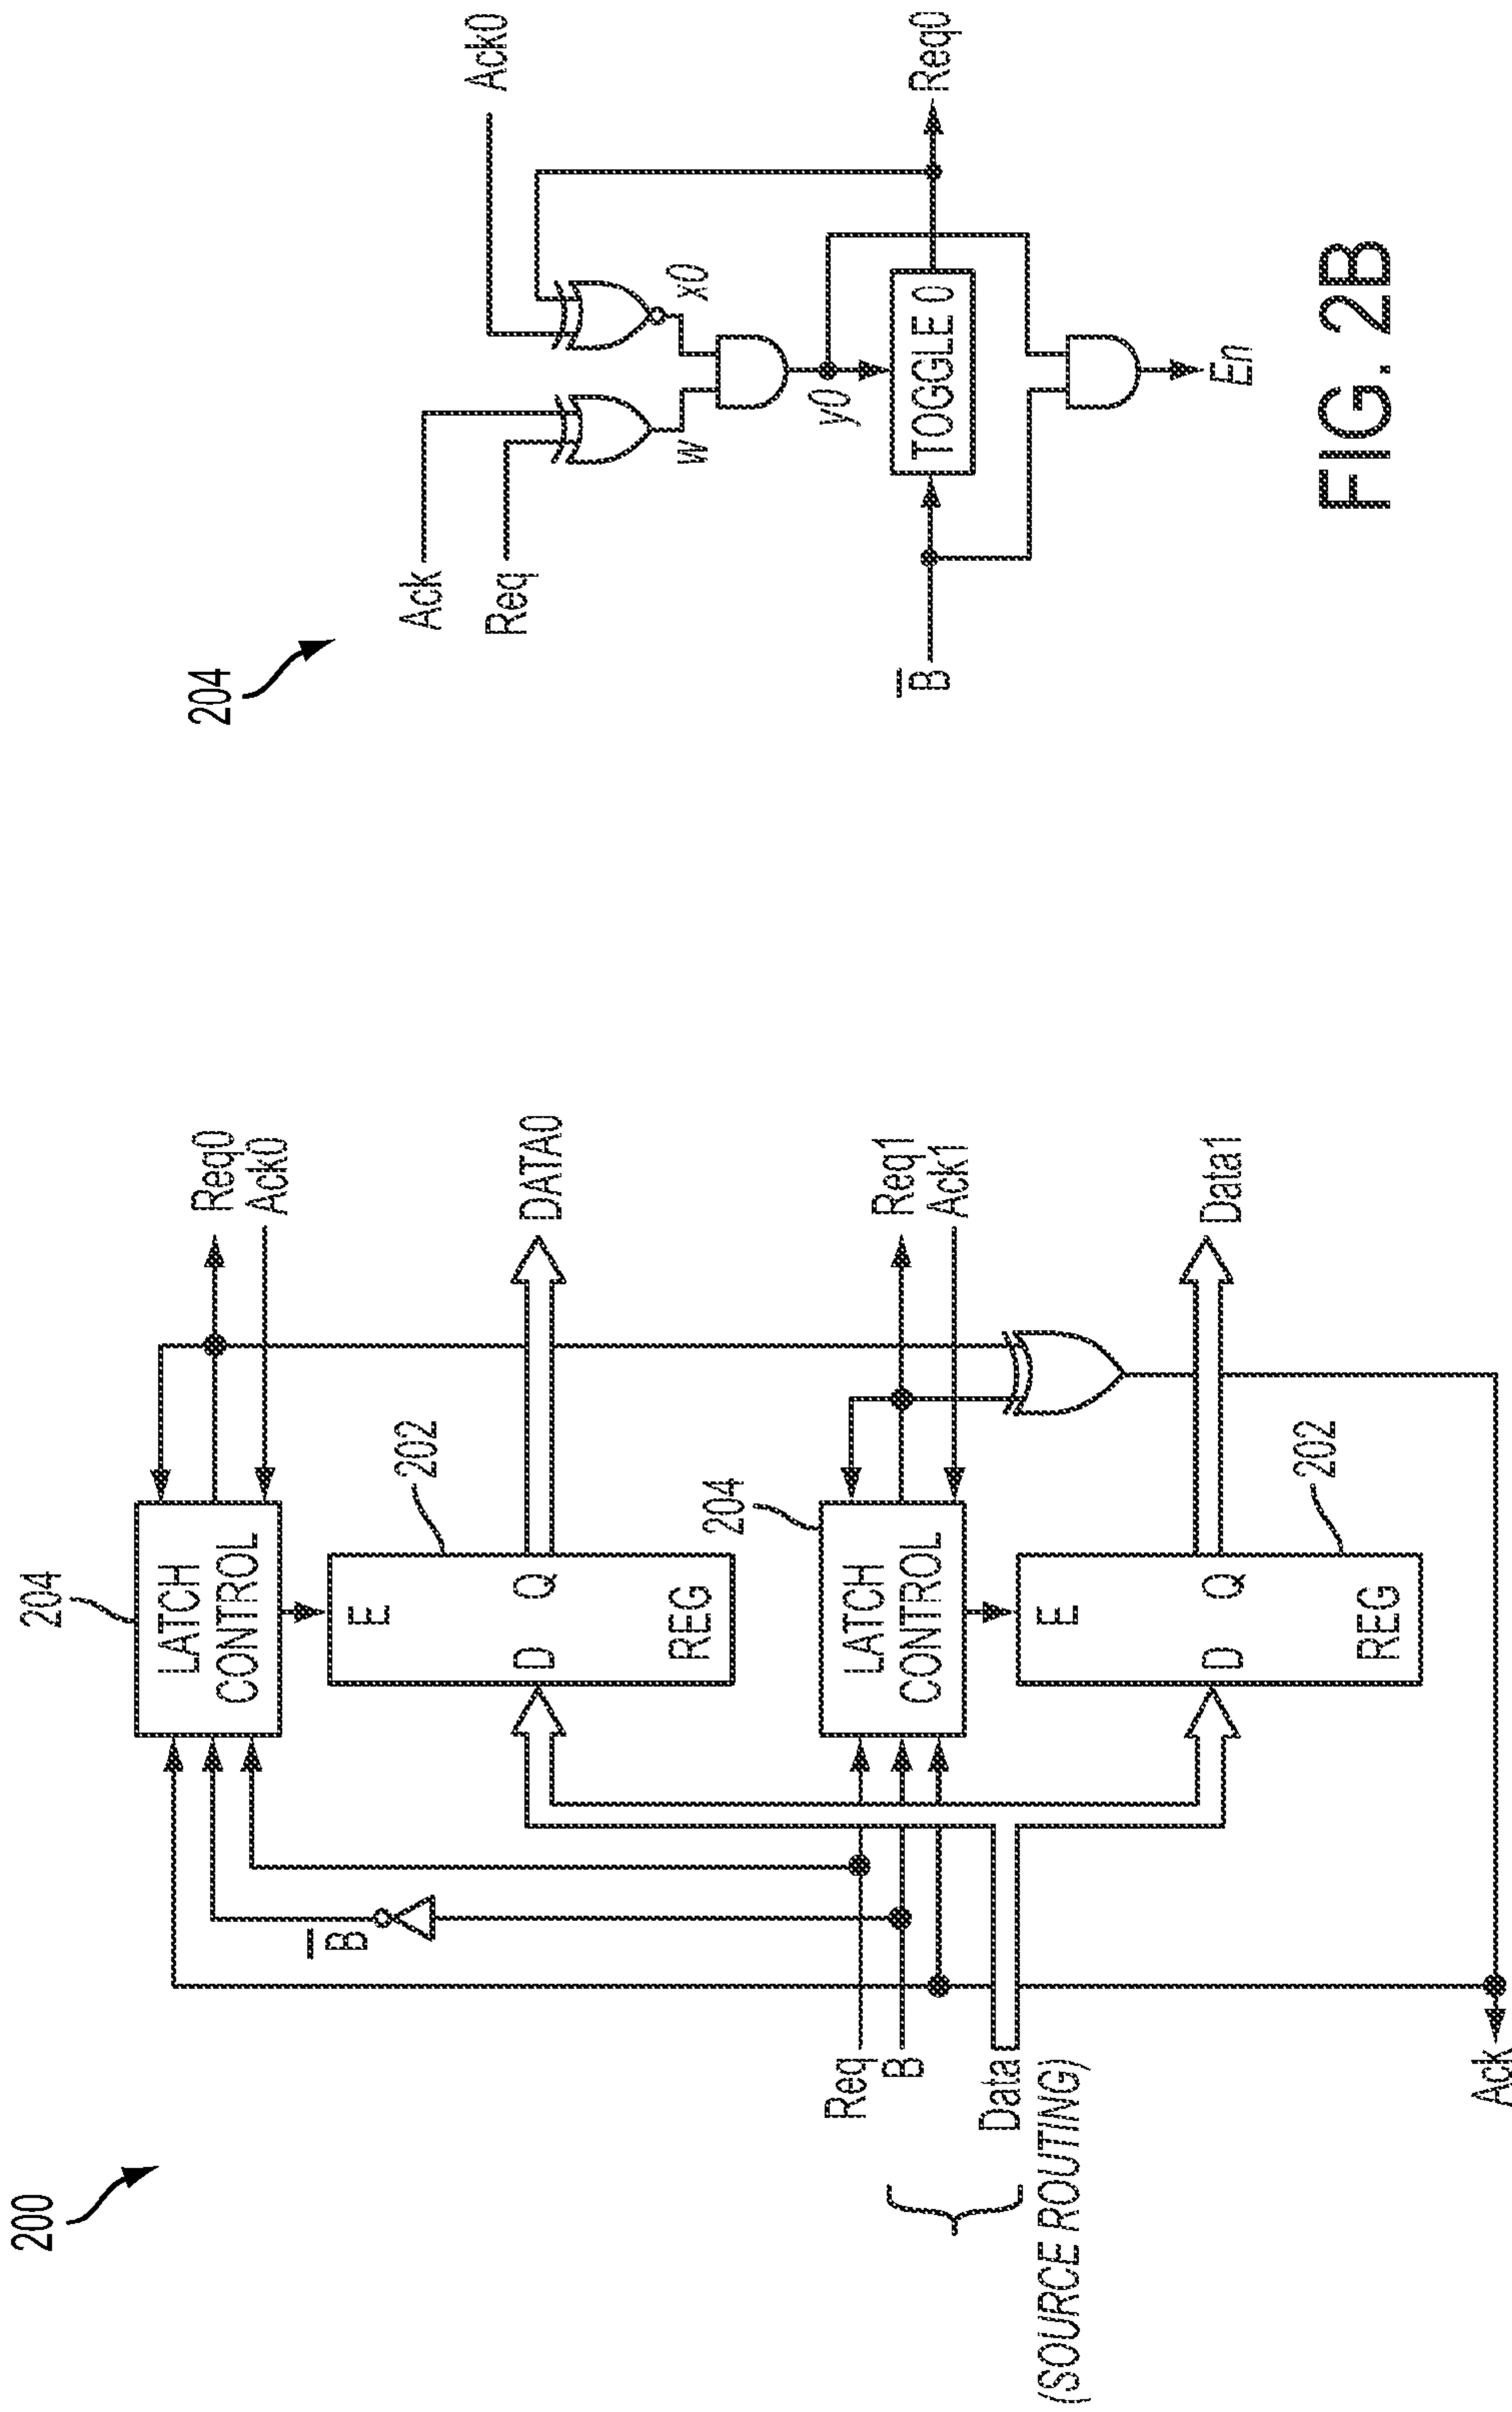 200
204
LATCH
CONTROL
Req0
Ack0
B
E
D Q
REG
202
DATA0
204
LATCH
CONTROL
Req
B
Req1
Ack1
Data
(SOURCE ROUTING)
E
D Q
REG
202
Data1
Ack
204
Ack
Req
Ack0
w
x0
y0
B
TOGGLE 0
Req0
En
FIG. 2B